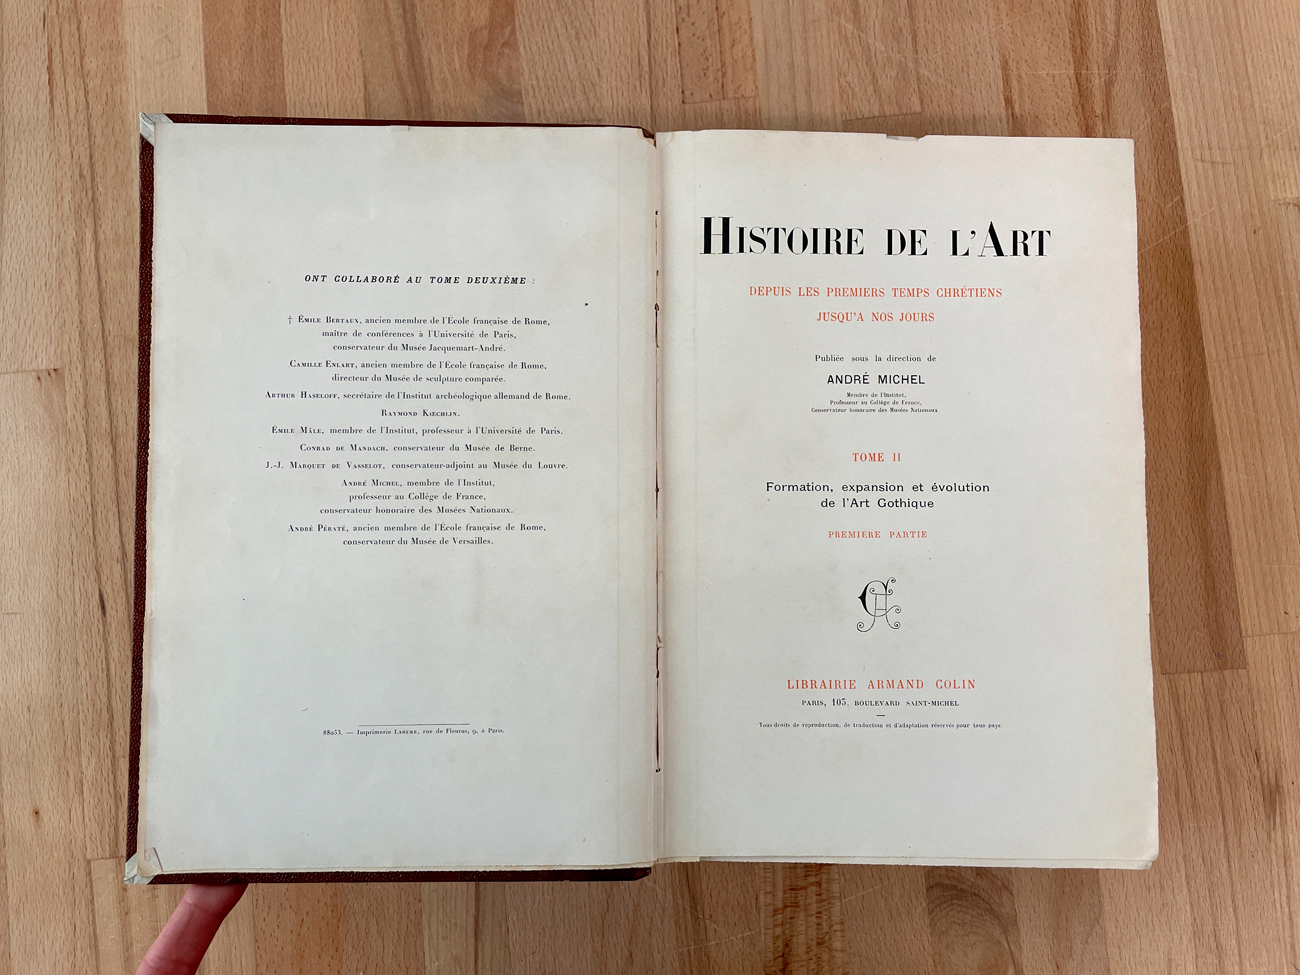 ONT COLLABORÉ AU TOME DEUXIÈME :
† ÉMILE BERTAUX, ancien membre de l'École française de Rome,
maître de conférences à l'Université de Paris,
conservateur du Musée Jacquemart-André.
CAMILLE ENLART, ancien membre de l'École française de Rome,
directeur du Musée de sculpture comparée.
ARTHUR HASELOFF, secrétaire de l'Institut archéologique allemand de Rome.
RAYMOND KŒCHLIN.
ÉMILE MÂLE, membre de l'Institut, professeur à l'Université de Paris.
CONRAD DE MANDACH, conservateur du Musée de Berne.
J.-J. MARQUET DE VASSELOT, conservateur-adjoint au Musée du Louvre.
ANDRÉ MICHEL, membre de l'Institut,
professeur au Collège de France,
conservateur honoraire des Musées Nationaux.
ANDRÉ PÉRATÉ, ancien membre de l'École française de Rome,
conservateur du Musée de Versailles.
88053. — Imprimerie LAHURE, rue de Fleurus, 9, à Paris.
HISTOIRE DE L'ART
DEPUIS LES PREMIERS TEMPS CHRÉTIENS
JUSQU'A NOS JOURS
Publiée sous la direction de
ANDRÉ MICHEL
Membre de l'Institut,
Professeur au Collège de France,
Conservateur honoraire des Musées Nationaux.
TOME II
Formation, expansion et évolution
de l'Art Gothique
PREMIÈRE PARTIE
LIBRAIRIE ARMAND COLIN
PARIS, 103, BOULEVARD SAINT-MICHEL
Tous droits de reproduction, de traduction et d'adaptation réservés pour tous pays